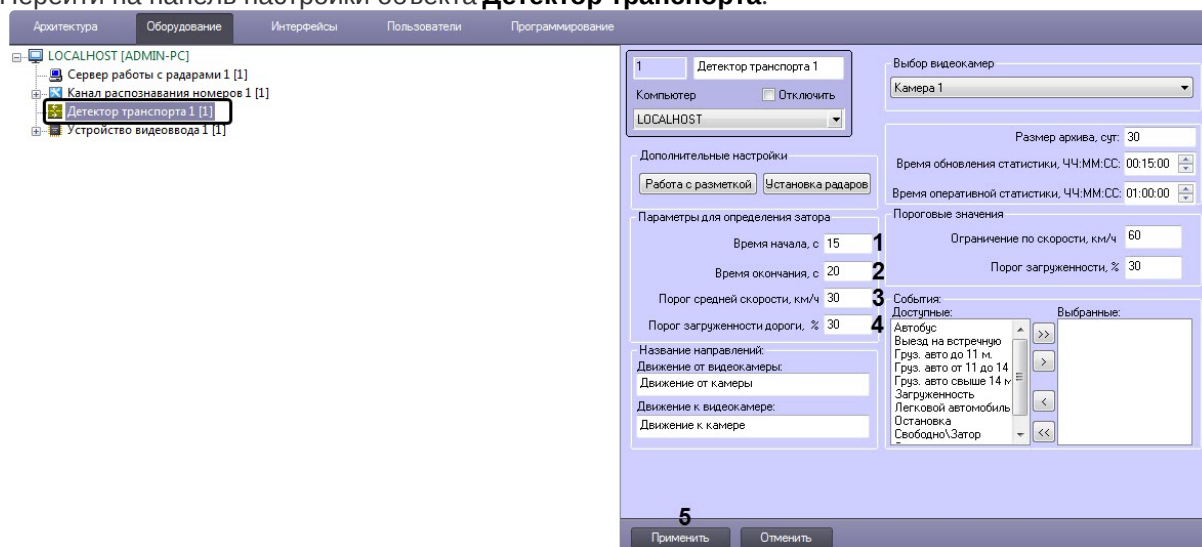 Перейти на панель настройки объекта Детектор транспорта.
Архитектура Оборудование Интерфейсы Пользователи Программирование
LOCALHOST [ADMIN-PC]
Сервер работы с радарами 1 [1]
Канал распознавания номеров 1 [1]
Детектор транспорта 1 [1]
Устройство видеоввода 1 [1]
1 Детектор транспорта 1
Компьютер Отключить
LOCALHOST
Дополнительные настройки
Работа с разметкой Установка радаров
Параметры для определения затора
Время начала, с 15 1
Время окончания, с 20 2
Порог средней скорости, км/ч 30 3
Порог загруженности дороги, % 30 4
Название направлений:
Движение от видеокамеры:
Движение от камеры
Движение к видеокамере:
Движение к камере
Выбор видеокамер
Камера 1
Размер архива, сут: 30
Время обновления статистики, ЧЧ:ММ:СС: 00:15:00
Время оперативной статистики, ЧЧ:ММ:СС: 01:00:00
Пороговые значения
Ограничение по скорости, км/ч 60
Порог загруженности, % 30
События:
Доступные: Выбранные:
Автобус
Выезд на встречную
Груз. авто до 11 м.
Груз. авто от 11 до 14
Груз. авто свыше 14 м
Загруженность
Легковой автомобиль
Остановка
Свободно\Затор
>>
>
<
<<
5
Применить Отменить